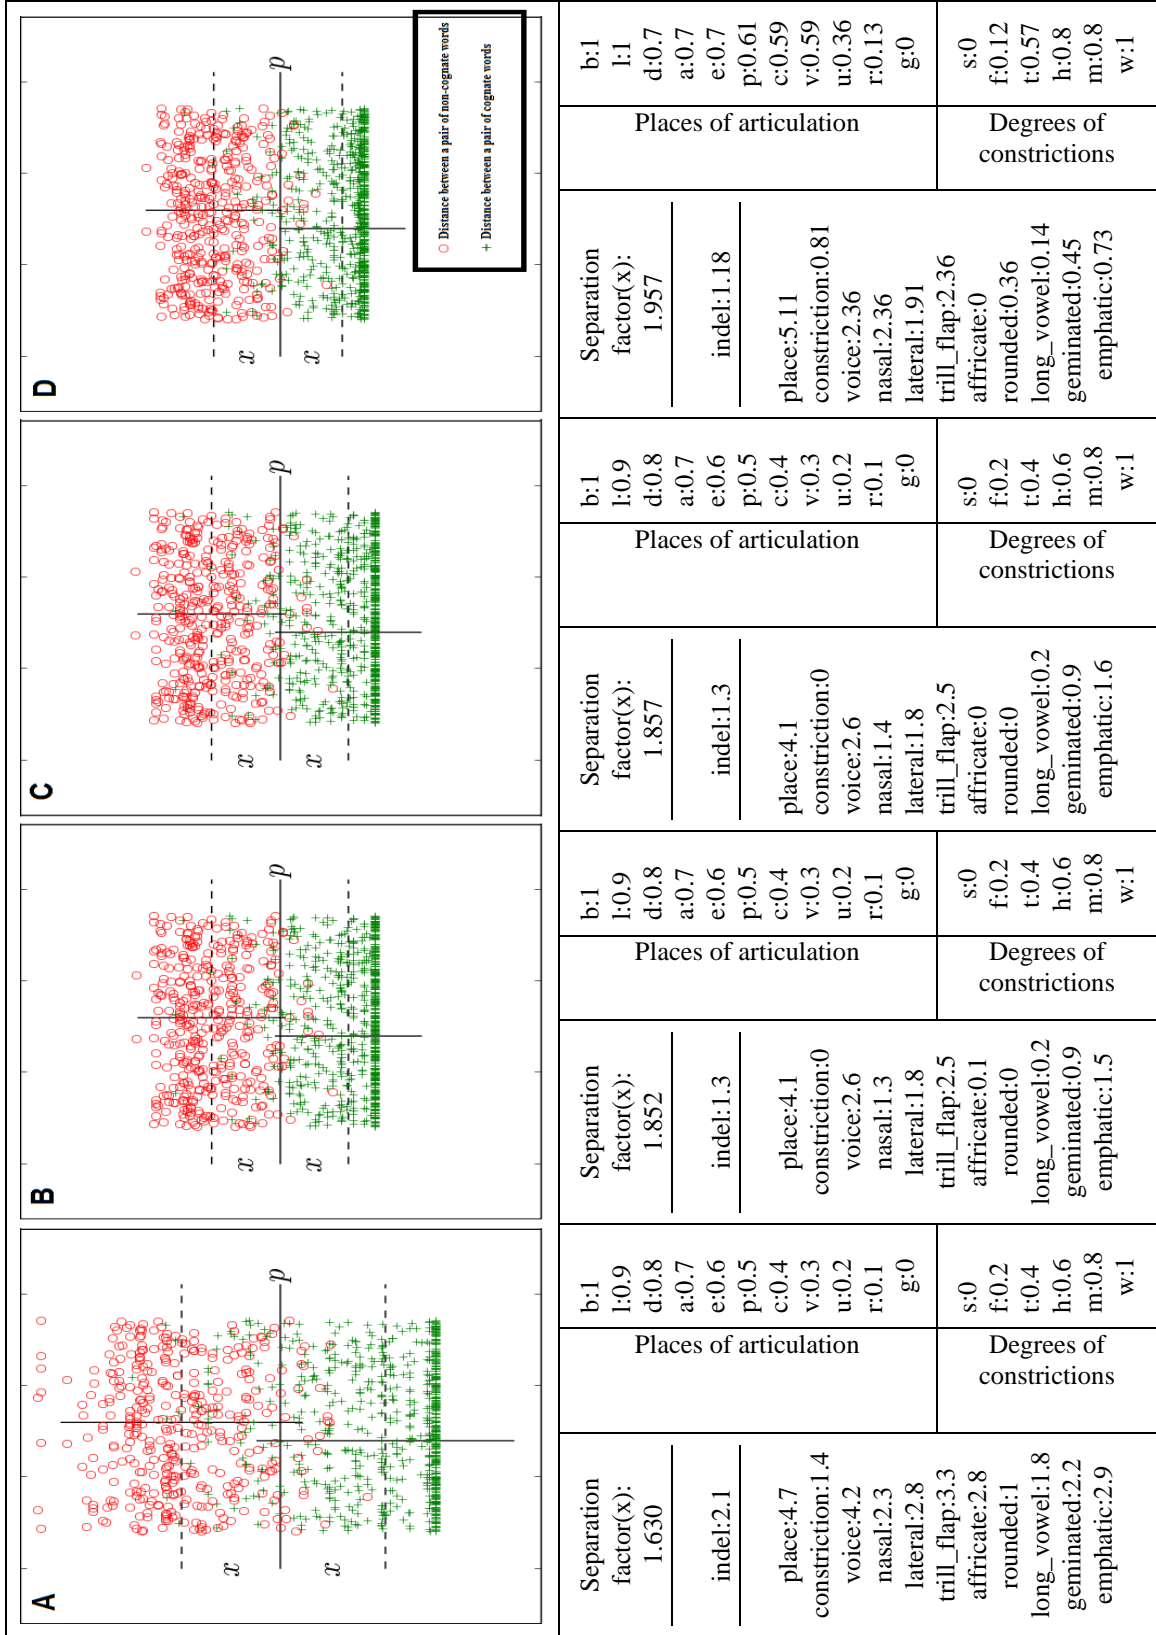 A
x
x
p
B
x
x
p
C
x
x
p
D
x
x
p
Distance between a pair of non-cognate words
Distance between a pair of cognate words
Separation
factor(x):
1.630
indel:2.1
place:4.7
constriction:1.4
voice:4.2
nasal:2.3
lateral:2.8
trill_flap:3.3
affricate:2.8
rounded:1
long_vowel:1.8
geminated:2.2
emphatic:2.9
Places of articulation
b:1
l:0.9
d:0.8
a:0.7
e:0.6
p:0.5
c:0.4
v:0.3
u:0.2
r:0.1
g:0
Degrees of
constrictions
s:0
f:0.2
t:0.4
h:0.6
m:0.8
w:1
Separation
factor(x):
1.852
indel:1.3
place:4.1
constriction:0
voice:2.6
nasal:1.3
lateral:1.8
trill_flap:2.5
affricate:0.1
rounded:0
long_vowel:0.2
geminated:0.9
emphatic:1.5
Places of articulation
b:1
l:0.9
d:0.8
a:0.7
e:0.6
p:0.5
c:0.4
v:0.3
u:0.2
r:0.1
g:0
Degrees of
constrictions
s:0
f:0.2
t:0.4
h:0.6
m:0.8
w:1
Separation
factor(x):
1.857
indel:1.3
place:4.1
constriction:0
voice:2.6
nasal:1.4
lateral:1.8
trill_flap:2.5
affricate:0
rounded:0
long_vowel:0.2
geminated:0.9
emphatic:1.6
Places of articulation
b:1
l:0.9
d:0.8
a:0.7
e:0.6
p:0.5
c:0.4
v:0.3
u:0.2
r:0.1
g:0
Degrees of
constrictions
s:0
f:0.2
t:0.4
h:0.6
m:0.8
w:1
Separation
factor(x):
1.957
indel:1.18
place:5.11
constriction:0.81
voice:2.36
nasal:2.36
lateral:1.91
trill_flap:2.36
affricate:0
rounded:0.36
long_vowel:0.14
geminated:0.45
emphatic:0.73
Places of articulation
b:1
l:1
d:0.7
a:0.7
e:0.7
p:0.61
c:0.59
v:0.59
u:0.36
r:0.13
g:0
Degrees of
constrictions
s:0
f:0.12
t:0.57
h:0.8
m:0.8
w:1